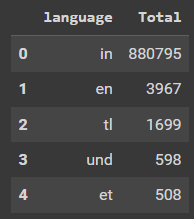 language Total
0 in 880795
1 en 3967
2 tl 1699
3 und 598
4 et 508